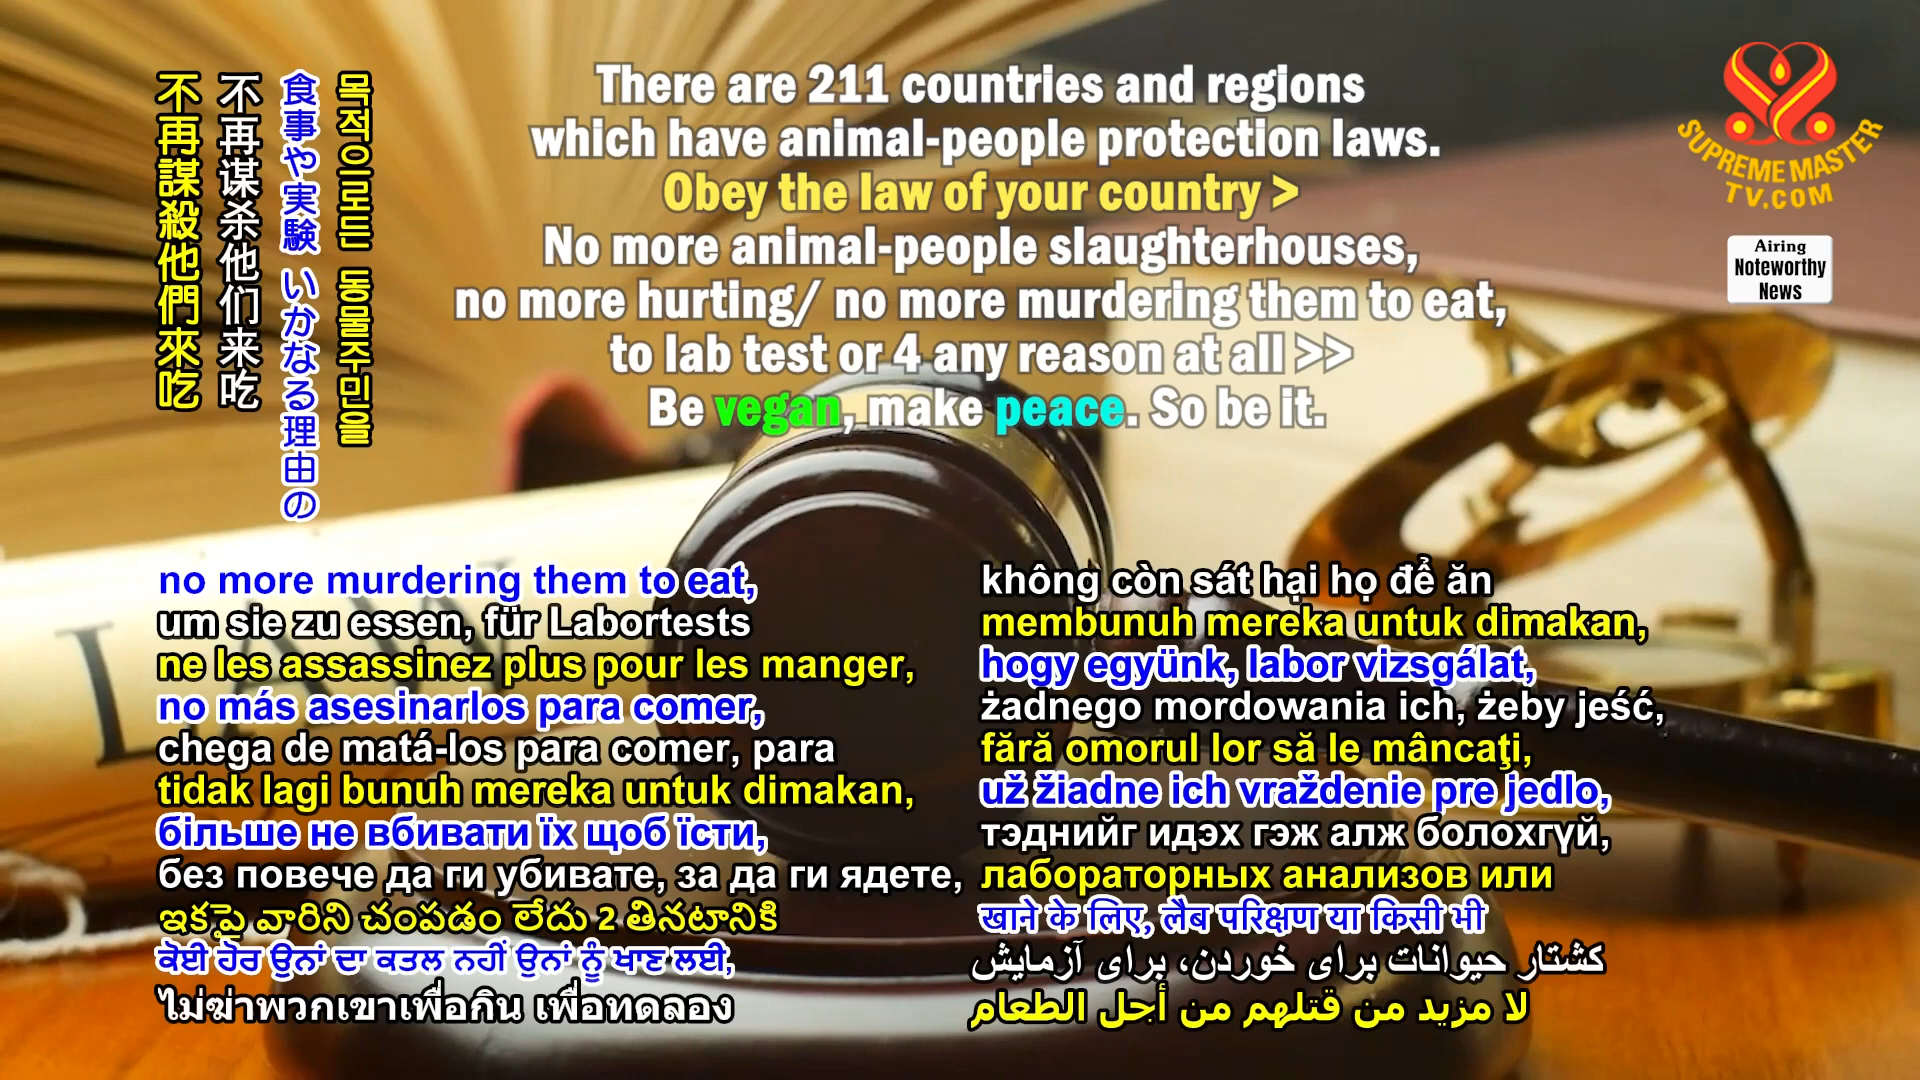 There are 211 countries and regions
which have animal-people protection laws.
Obey the law of your country >
No more animal-people slaughterhouses,
no more hurting/ no more murdering them to eat,
to lab test or 4 any reason at all >>
Be vegan, make peace. So be it.
SUPREME MASTER
TV.COM
Airing
Noteworthy
News
목적으로든 동물주민을
食事や実験 いかなる理由の
不再谋杀他们来吃
不再謀殺他們來吃
LAW
no more murdering them to eat,
um sie zu essen, für Labortests
ne les assassinez plus pour les manger,
no más asesinarlos para comer,
chega de matá-los para comer, para
tidak lagi bunuh mereka untuk dimakan,
більше не вбивати їх щоб їсти,
без повече да ги убивате, за да ги ядете,
ఇకపై వారిని చంపడం లేదు 2 తినటానికి
ਕੋਈ ਹੋਰ ਉਨਾਂ ਦਾ ਕਤਲ ਨਹੀਂ ਉਨਾਂ ਨੂੰ ਖਾਣ ਲਈ,
ไม่ฆ่าพวกเขาเพื่อกิน เพื่อทดลอง
không còn sát hại họ để ăn
membunuh mereka untuk dimakan,
hogy együnk, labor vizsgálat,
żadnego mordowania ich, żeby jeść,
fără omorul lor să le mâncaţi,
už žiadne ich vraždenie pre jedlo,
тэднийг идэх гэж алж болохгүй,
лабораторных анализов или
खाने के लिए, लैब परिक्षण या किसी भी
کشتار حیوانات برای خوردن، برای آزمایش
لا مزيد من قتلهم من أجل الطعام